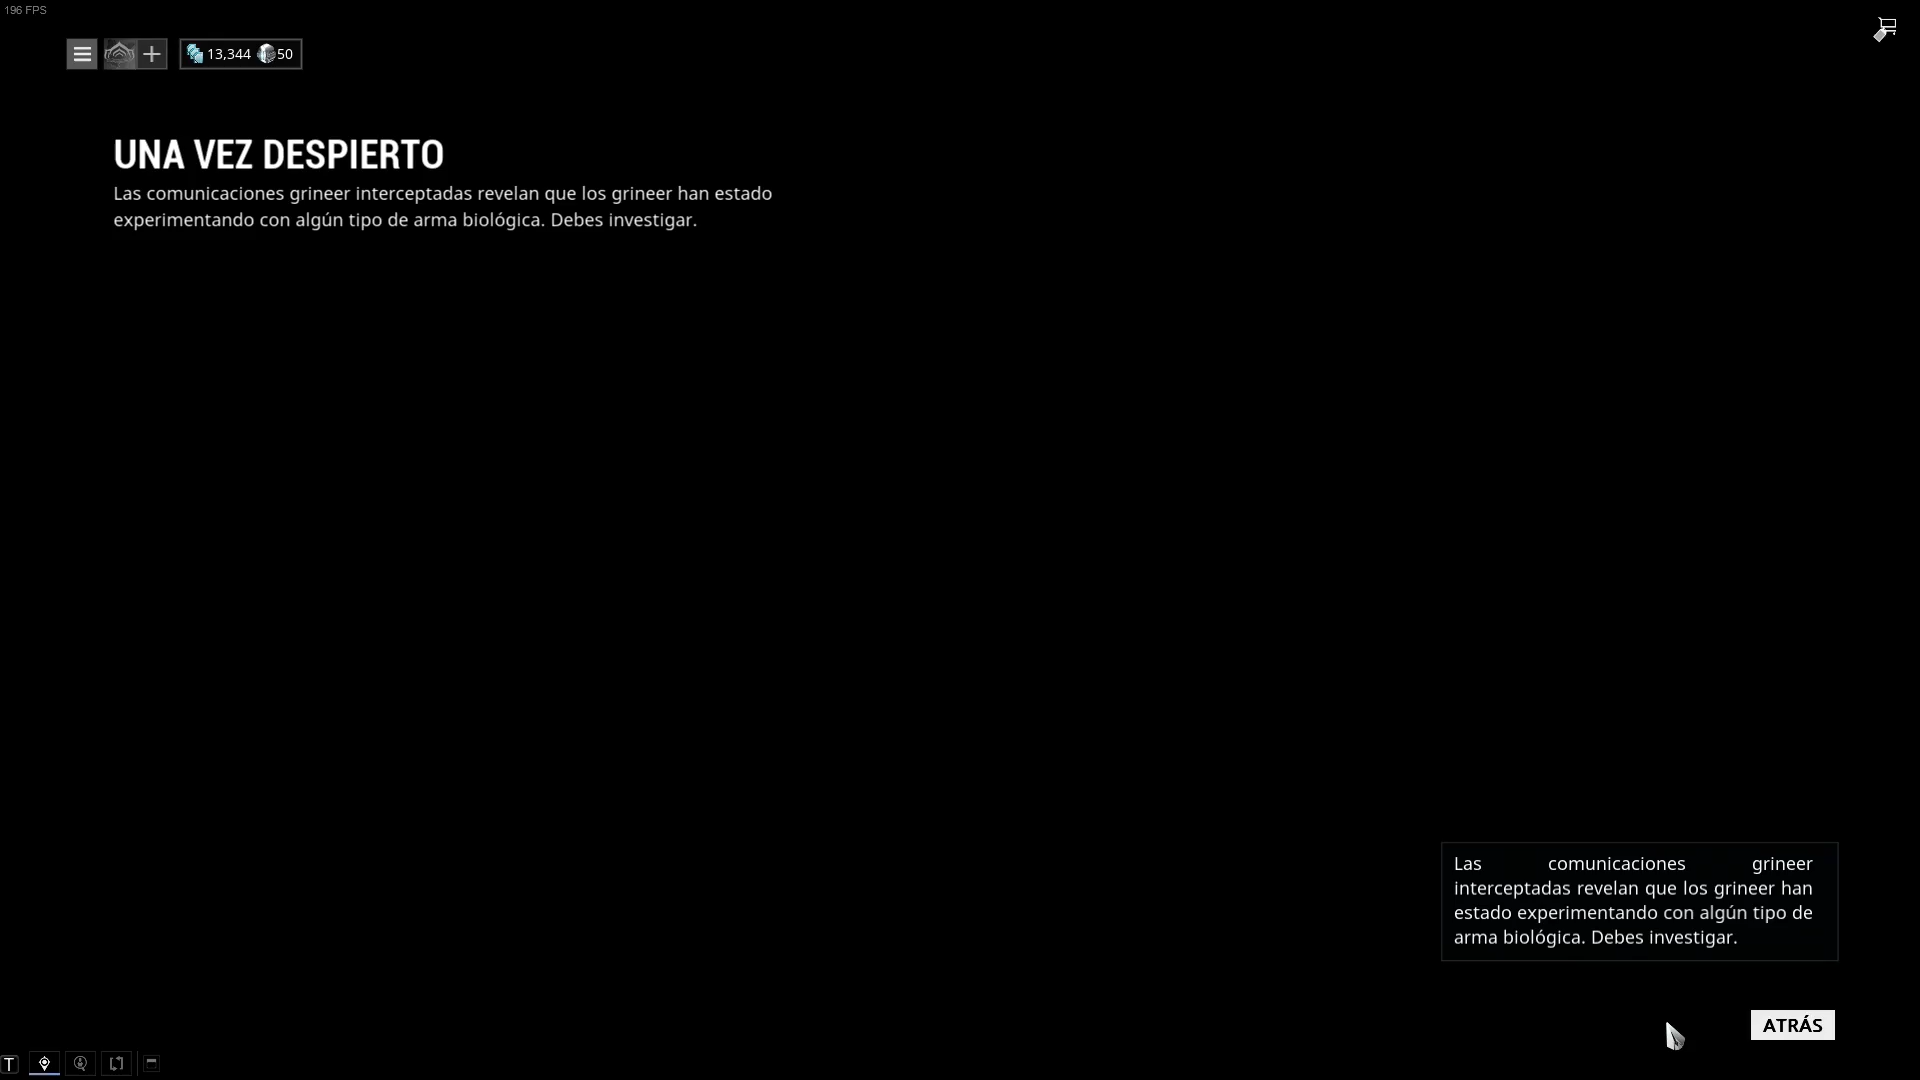 196 FPS
13,344 50
UNA VEZ DESPIERTO
Las comunicaciones grineer interceptadas revelan que los grineer han estado
experimentando con algún tipo de arma biológica. Debes investigar.
Las comunicaciones grineer
interceptadas revelan que los grineer han
estado experimentando con algún tipo de
arma biológica. Debes investigar.
ATRÁS
T